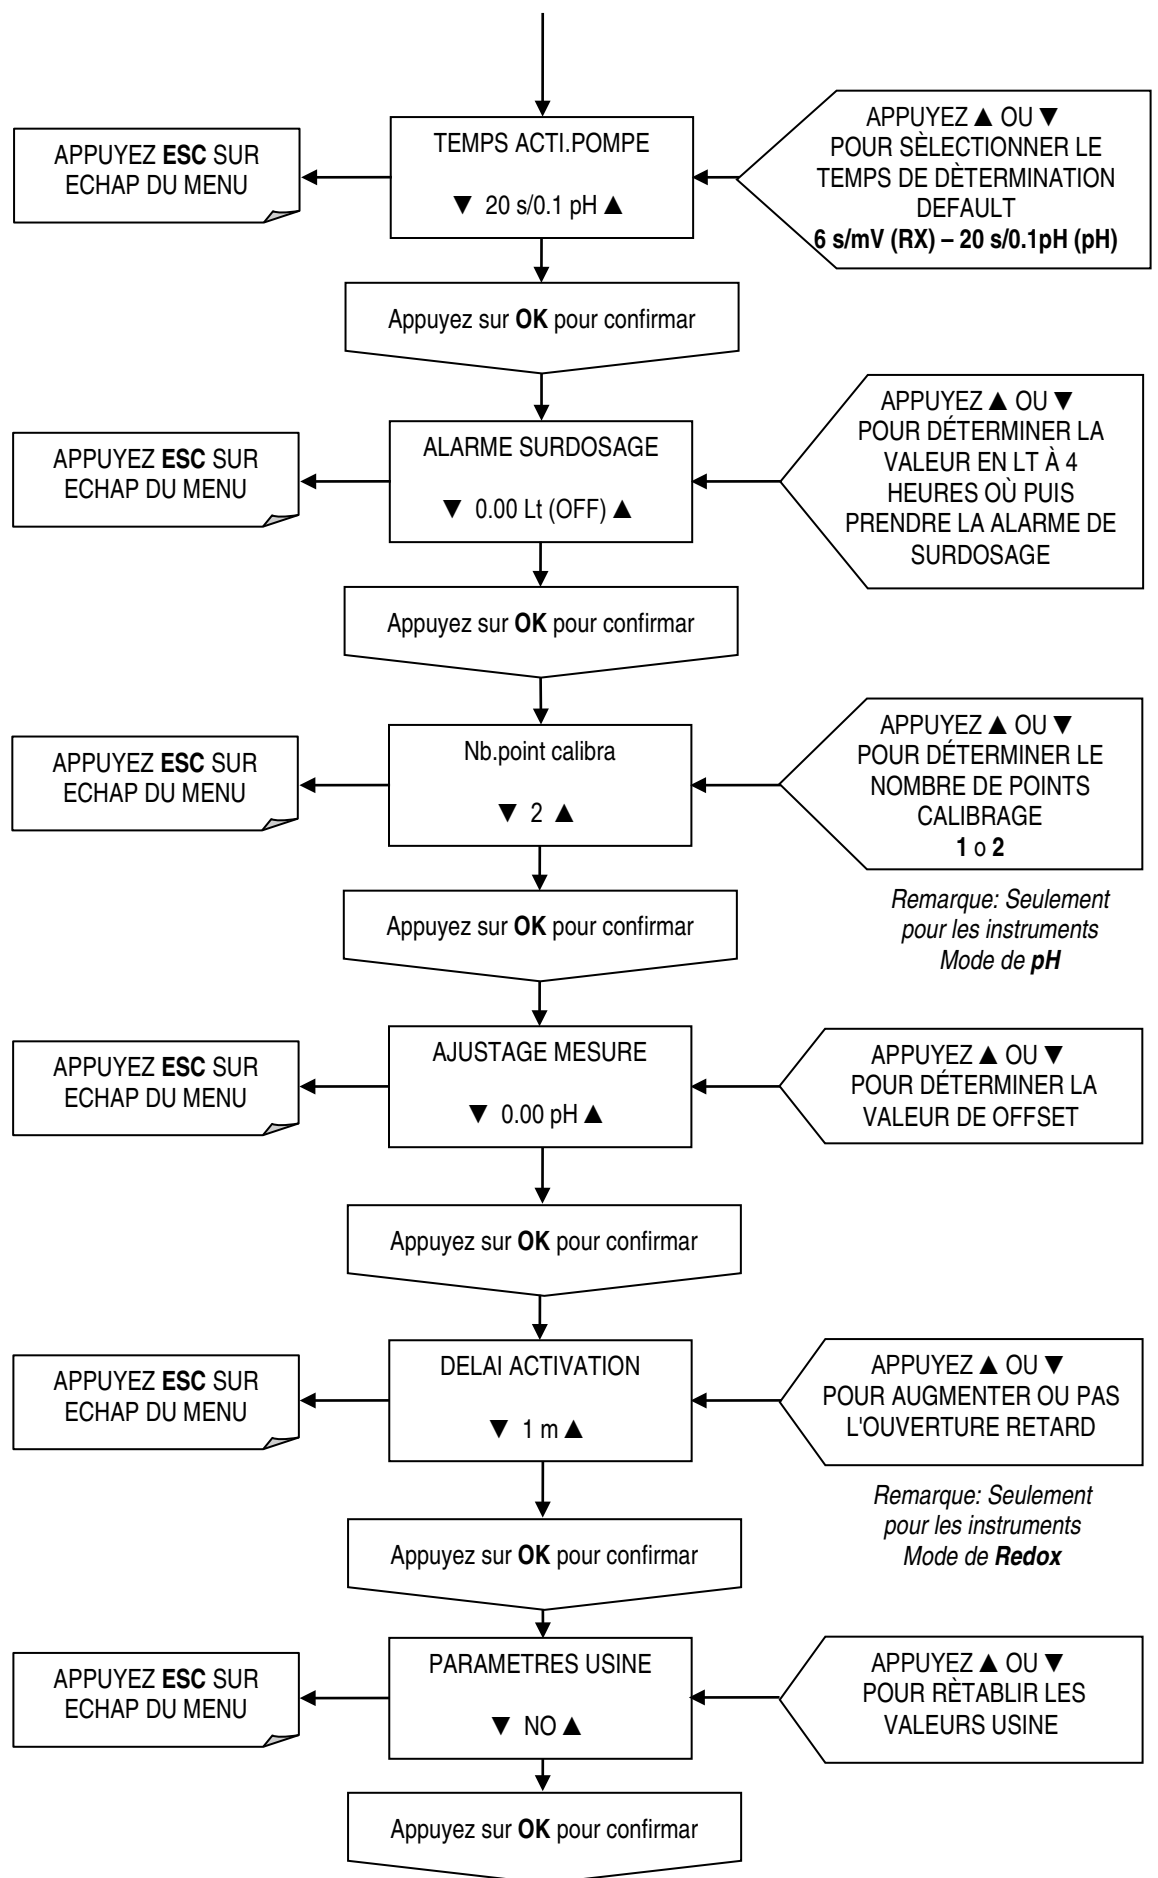 TEMPS ACTI.POMPE
▼ 20 s/0.1 pH ▲
APPUYEZ ESC SUR
ECHAP DU MENU
APPUYEZ ▲ OU ▼
POUR SÈLECTIONNER LE
TEMPS DE DÈTERMINATION
DEFAULT
6 s/mV (RX) – 20 s/0.1pH (pH)
Appuyez sur OK pour confirmar
ALARME SURDOSAGE
▼ 0.00 Lt (OFF) ▲
APPUYEZ ESC SUR
ECHAP DU MENU
APPUYEZ ▲ OU ▼
POUR DÉTERMINER LA
VALEUR EN LT À 4
HEURES OÙ PUIS
PRENDRE LA ALARME DE
SURDOSAGE
Appuyez sur OK pour confirmar
Nb.point calibra
▼ 2 ▲
APPUYEZ ESC SUR
ECHAP DU MENU
APPUYEZ ▲ OU ▼
POUR DÉTERMINER LE
NOMBRE DE POINTS
CALIBRAGE
1 o 2
Remarque: Seulement
pour les instruments
Mode de pH
Appuyez sur OK pour confirmar
AJUSTAGE MESURE
▼ 0.00 pH ▲
APPUYEZ ESC SUR
ECHAP DU MENU
APPUYEZ ▲ OU ▼
POUR DÉTERMINER LA
VALEUR DE OFFSET
Appuyez sur OK pour confirmar
DELAI ACTIVATION
▼ 1 m ▲
APPUYEZ ESC SUR
ECHAP DU MENU
APPUYEZ ▲ OU ▼
POUR AUGMENTER OU PAS
L'OUVERTURE RETARD
Remarque: Seulement
pour les instruments
Mode de Redox
Appuyez sur OK pour confirmar
PARAMETRES USINE
▼ NO ▲
APPUYEZ ESC SUR
ECHAP DU MENU
APPUYEZ ▲ OU ▼
POUR RÈTABLIR LES
VALEURS USINE
Appuyez sur OK pour confirmar